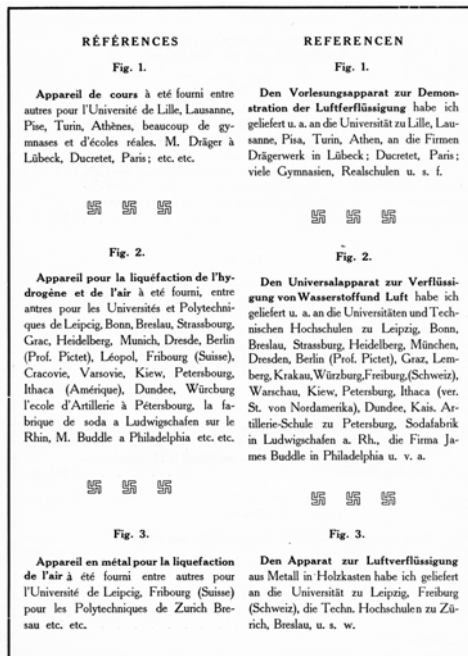 RÉFÉRENCES
Fig. 1.
Appareil de cours à eté fourni entre
autres pour l'Université de Lille, Lausanne,
Pise, Turin, Athènes, beaucoup de gy-
mnases et d'écoles réales. M. Dräger à
Lübeck, Ducretet, Paris; etc. etc.
Fig. 2.
Appareil pour la liquéfaction de l'hy-
drogène et de l'air à eté fourni, entre
antres pour les Universités et Polytechni-
ques de Leipcig, Bonn, Breslau, Strassbourg,
Grac, Heidelberg, Munich, Dresde, Berlin
(Prof. Pictet), Léopol, Fribourg (Suisse),
Cracovie, Varsovie, Kiew, Petersbourg,
Ithaca (Amérique), Dundee, Würcburg
l'ecole d'Artillerie à Pétersbourg, la fa-
brique de soda a Ludwigschafen sur le
Rhin, M. Buddle a Philadelphia etc. etc.
Fig. 3.
Appareil en métal pour la liquefaction
de l'air à été fourni entre autres pour
l'Université de Leipcig, Fribourg (Suisse)
pour les Polytechniques de Zurich Bre-
sau etc. etc.
REFERENCEN
Fig. 1.
Den Vorlesungsapparat zur Demon-
stration der Luftferflüssigung habe ich
geliefert u. a. an die Universität zu Lille, Lau-
sanne, Pisa, Turin, Athen, an die Firmen
Drägerwerk in Lübeck; Ducretet, Paris;
viele Gymnasien, Realschulen u. s. f.
Fig. 2.
Den Universalapparat zur Verflüssi-
gung von Wasserstoffund Luft habe ich
geliefert u. a. an die Universitäten und Tech-
nischen Hochschulen zu Leipzig, Bonn,
Breslau, Strassburg, Heidelberg, München,
Dresden, Berlin (Prof. Pictet), Graz, Lem-
berg, Krakau, Würzburg, Freiburg, (Schweiz),
Warschau, Kiew, Petersburg, Ithaca (ver.
St. von Nordamerika), Dundee, Kais. Ar-
tillerie-Schule zu Petersburg, Sodafabrik
in Ludwigschafen a. Rh., die Firma Ja-
mes Buddle in Philadelphia u. v. a.
Fig. 3.
Den Apparat zur Luftverflüssigung
aus Metall in Holzkasten habe ich geliefert
an die Universität zu Leipzig, Freiburg
(Schweiz), die Techn. Hochschulen zu Zü-
rich, Breslau, u. s. w.